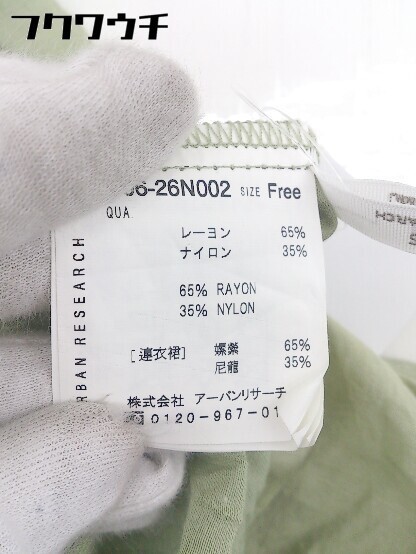 フクワウチ
06-26N002 SIZE Free
QUA
レーヨン 65%
ナイロン 35%
65% RAYON
35% NYLON
[連衣裙] 嫘縈 65%
尼龍 35%
株式会社 アーバンリサーチ
0120-967-01
RBAN RESEARCH